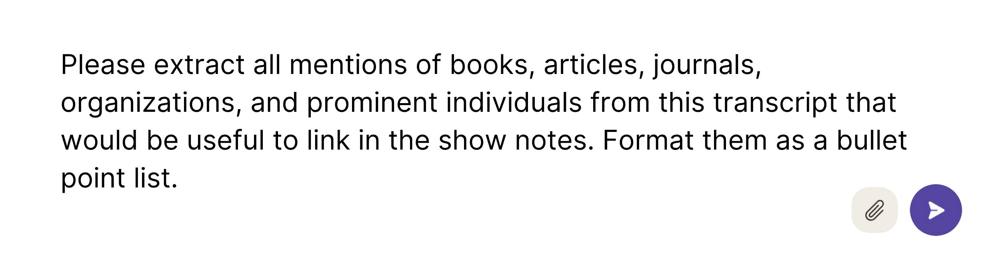 Please extract all mentions of books, articles, journals,
organizations, and prominent individuals from this transcript that
would be useful to link in the show notes. Format them as a bullet
point list.